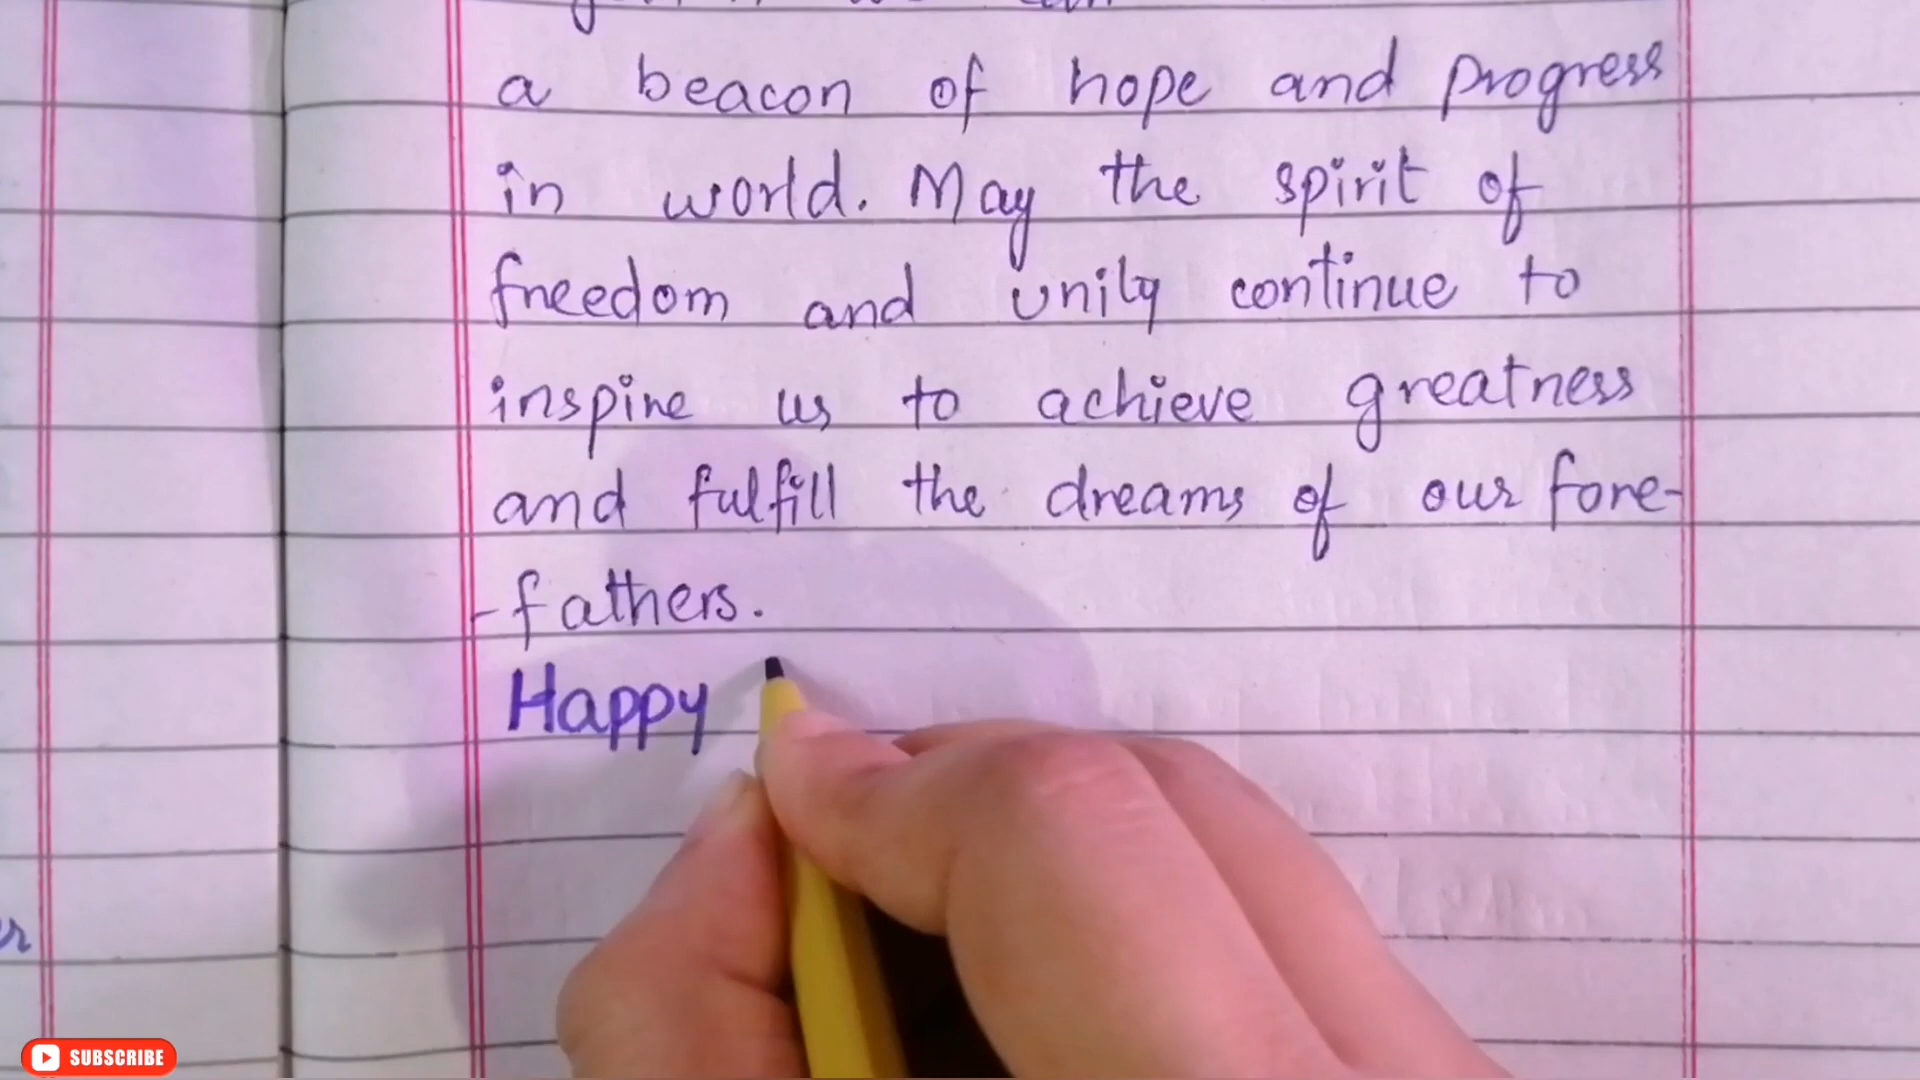 a beacon of hope and progress
in world. May the spirit of
freedom and unity continue to
inspire us to achieve greatness
and fulfill the dreams of our fore-
-fathers.
Happy
SUBSCRIBE